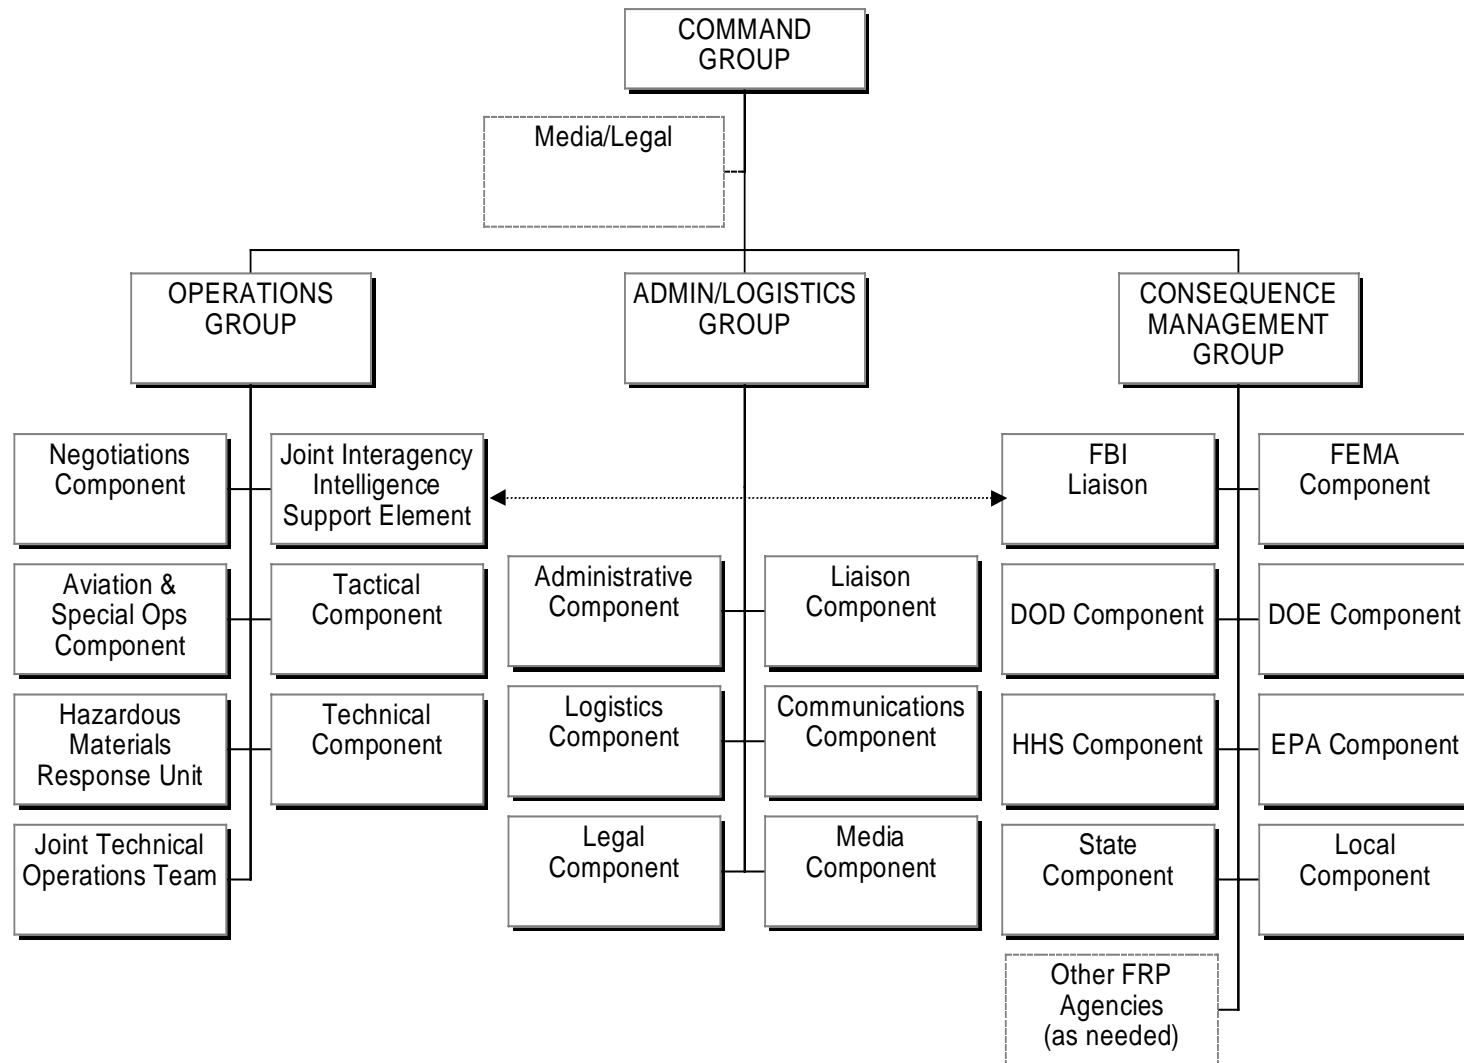 COMMAND
GROUP
Media/Legal
OPERATIONS
GROUP
ADMIN/LOGISTICS
GROUP
CONSEQUENCE
MANAGEMENT
GROUP
Negotiations
Component
Joint Interagency
Intelligence
Support Element
FBI
Liaison
FEMA
Component
Aviation &
Special Ops
Component
Tactical
Component
Administrative
Component
Liaison
Component
DOD Component
DOE Component
Hazardous
Materials
Response Unit
Technical
Component
Logistics
Component
Communications
Component
HHS Component
EPA Component
Joint Technical
Operations Team
Legal
Component
Media
Component
State
Component
Local
Component
Other FRP
Agencies
(as needed)